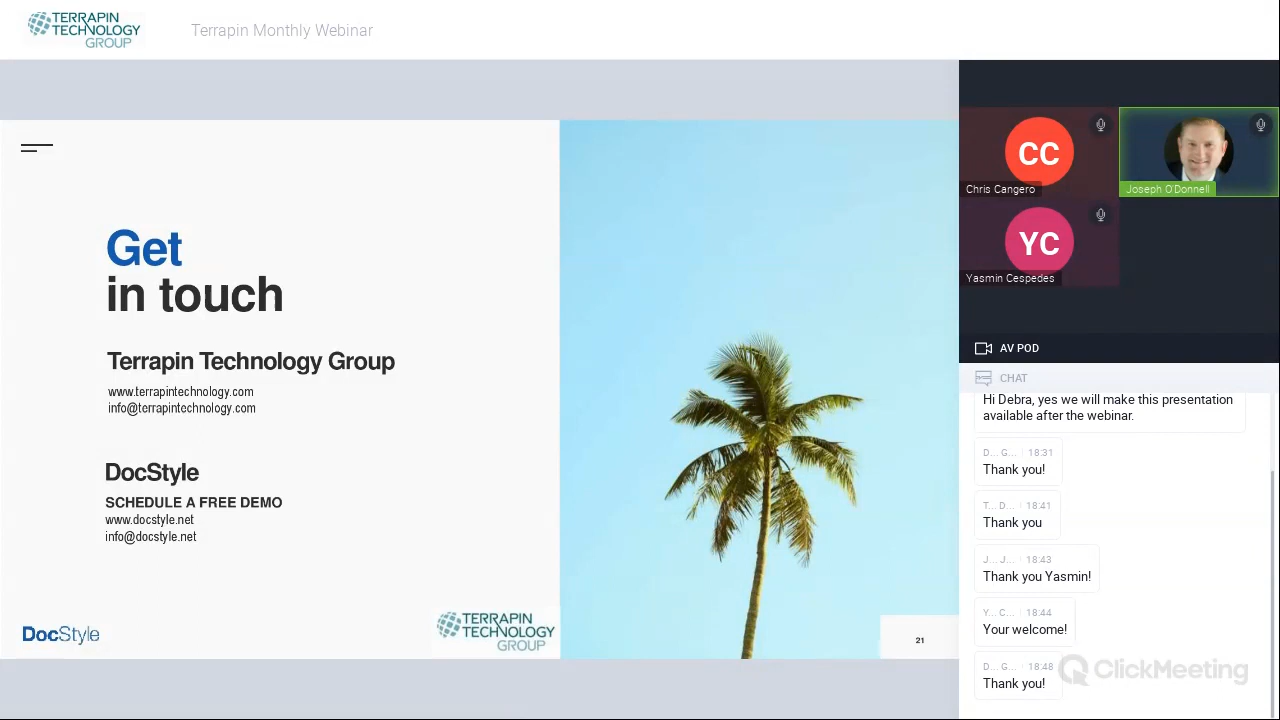 TERRAPIN
TECHNOLOGY
GROUP
Terrapin Monthly Webinar
Get
in touch
Terrapin Technology Group
www.terrapintechnology.com
info@terrapintechnology.com
DocStyle
SCHEDULE A FREE DEMO
www.docstyle.net
info@docstyle.net
DocStyle
TERRAPIN
TECHNOLOGY
GROUP
21
CC
Chris Cangero
Joseph O'Donnell
YC
Yasmin Cespedes
AV POD
CHAT
Hi Debra, yes we will make this presentation
available after the webinar.
D... G... 18:31
Thank you!
T... D... 18:41
Thank you
J... J... 18:43
Thank you Yasmin!
Y... C... 18:44
Your welcome!
D... G... 18:48
Thank you!
ClickMeeting